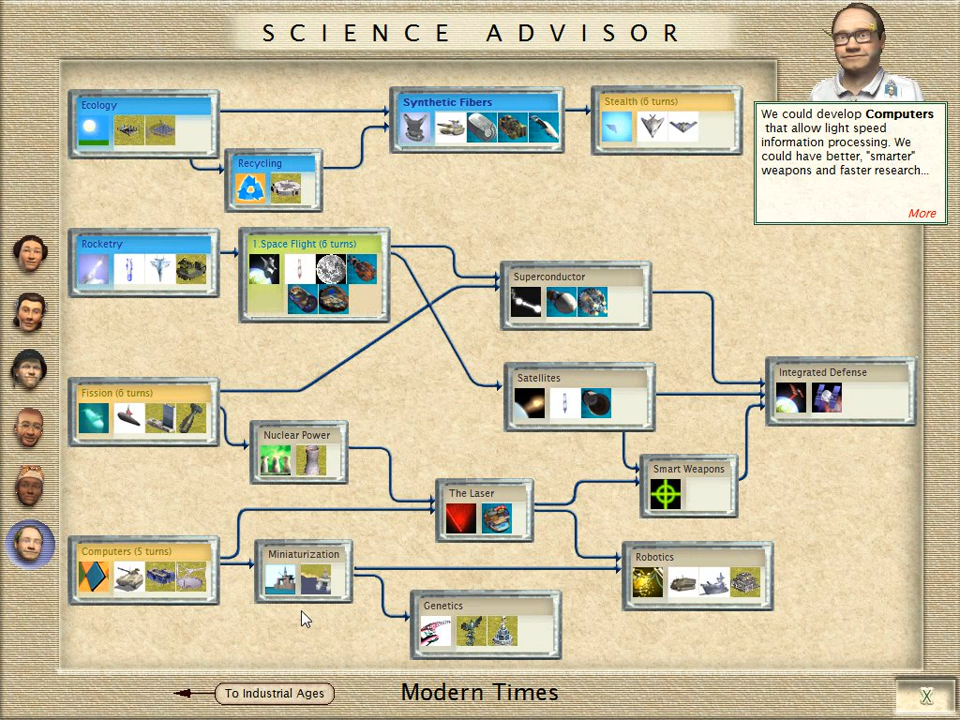 SCIENCE ADVISOR
We could develop Computers
that allow light speed
information processing. We
could have better, "smarter"
weapons and faster research...
More
Ecology
Synthetic Fibers
Stealth (6 turns)
Recycling
Rocketry
1.Space Flight (6 turns)
Superconductor
Satellites
Integrated Defense
Fission (6 turns)
Nuclear Power
Smart Weapons
The Laser
Computers (5 turns)
Miniaturization
Robotics
Genetics
To Industrial Ages
Modern Times
X